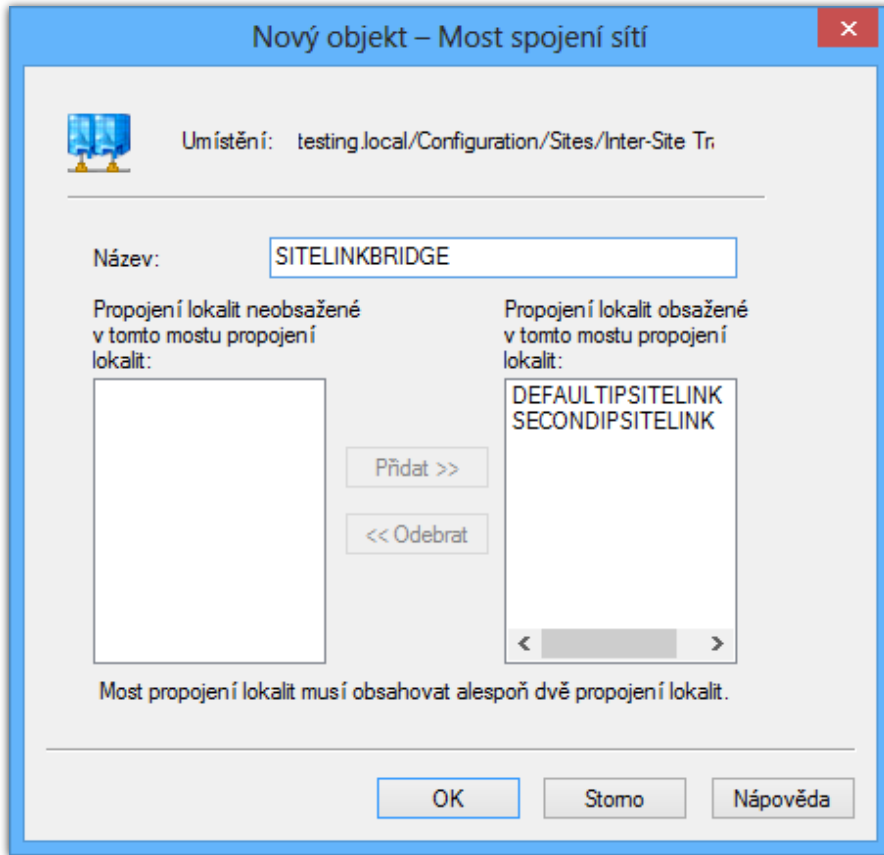 Nový objekt – Most spojení sítí
Umístění: testing.local/Configuration/Sites/Inter-Site
Název: SITELINKBRIDGE
Propojení lokalit neobsažené
v tomto mostu propojení
lokalit:
Propojení lokalit obsažené
v tomto mostu propojení
lokalit:
DEFAULTIPSITELINK
SECONDIPSITELINK
Přidat >>
<< Odebrat
Most propojení lokalit musí obsahovat alespoň dvě propojení lokalit.
OK Storno Nápověda